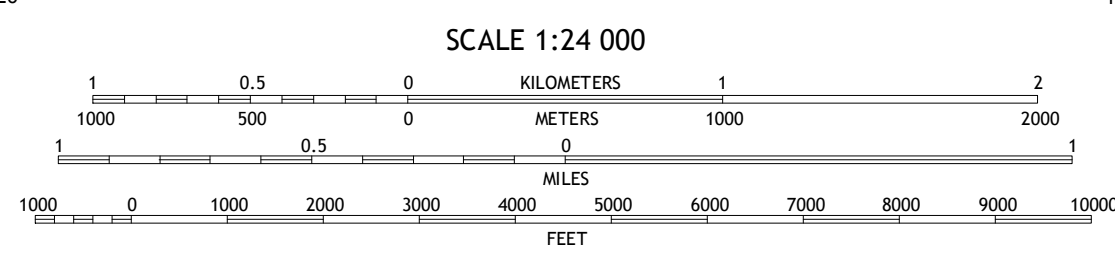 SCALE 1:24 000
1 0.5 0 KILOMETERS 1 2
1000 500 0 METERS 1000 2000
1 0.5 0 1
MILES
1000 0 1000 2000 3000 4000 5000 6000 7000 8000 9000 10000
FEET